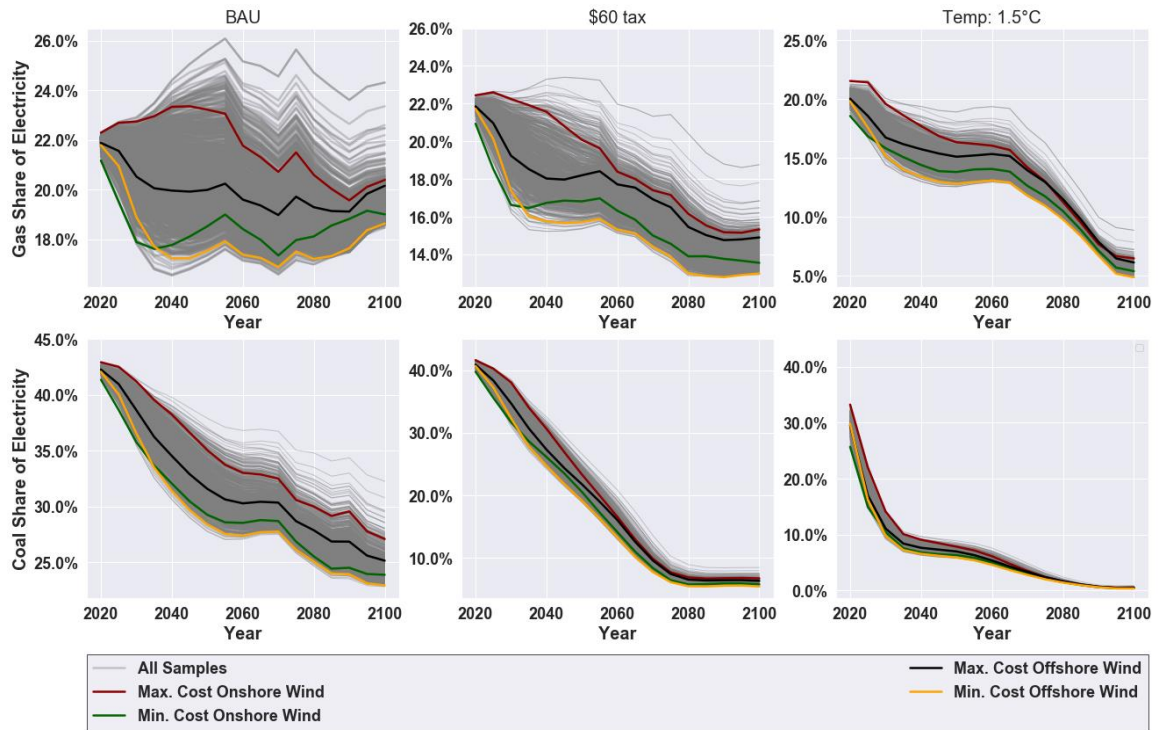 BAU
$60 tax
Temp: 1.5°C
Gas Share of Electricity
26.0%
24.0%
22.0%
20.0%
18.0%
2020 2040 2060 2080 2100
Year
26.0%
24.0%
22.0%
20.0%
18.0%
16.0%
14.0%
2020 2040 2060 2080 2100
Year
25.0%
20.0%
15.0%
10.0%
5.0%
2020 2040 2060 2080 2100
Year
Coal Share of Electricity
45.0%
40.0%
35.0%
30.0%
25.0%
2020 2040 2060 2080 2100
Year
40.0%
30.0%
20.0%
10.0%
2020 2040 2060 2080 2100
Year
40.0%
30.0%
20.0%
10.0%
0.0%
2020 2040 2060 2080 2100
Year
All Samples
Max. Cost Onshore Wind
Min. Cost Onshore Wind
Max. Cost Offshore Wind
Min. Cost Offshore Wind